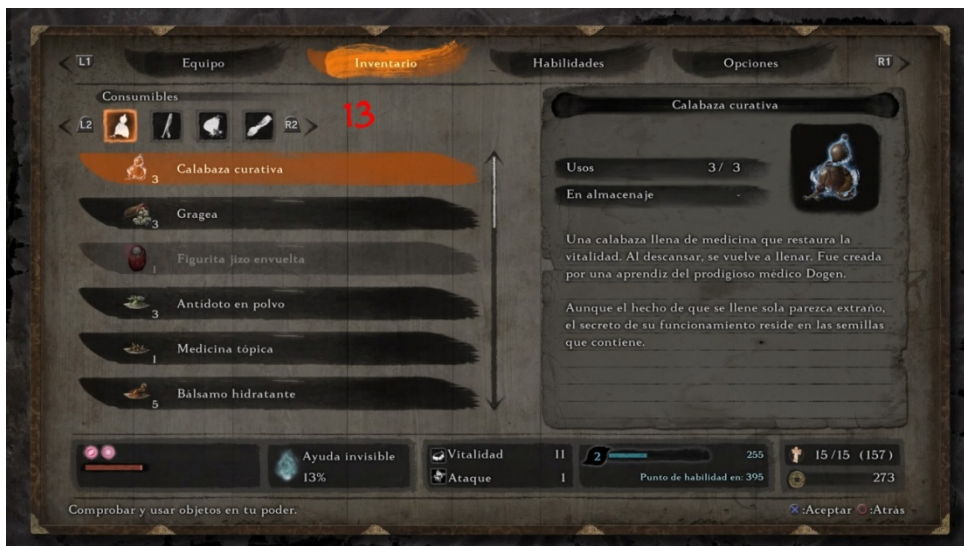 L1 Equipo Inventario Habilidades Opciones R1
Consumibles
L2 R2
13
Calabaza curativa
3
Gragea
3
Figurita jizo envuelta
1
Antídoto en polvo
3
Medicina tópica
1
Bálsamo hidratante
5
Calabaza curativa
Usos 3/ 3
En almacenaje -
Una calabaza llena de medicina que restaura la
vitalidad. Al descansar, se vuelve a llenar. Fue creada
por una aprendiz del prodigioso médico Dogen.
Aunque el hecho de que se llene sola parezca extraño,
el secreto de su funcionamiento reside en las semillas
que contiene.
Ayuda invisible
13%
Vitalidad 11
Ataque 1
2 255
Punto de habilidad en: 395
15/15 (157)
273
Comprobar y usar objetos en tu poder.
:Aceptar :Atrás